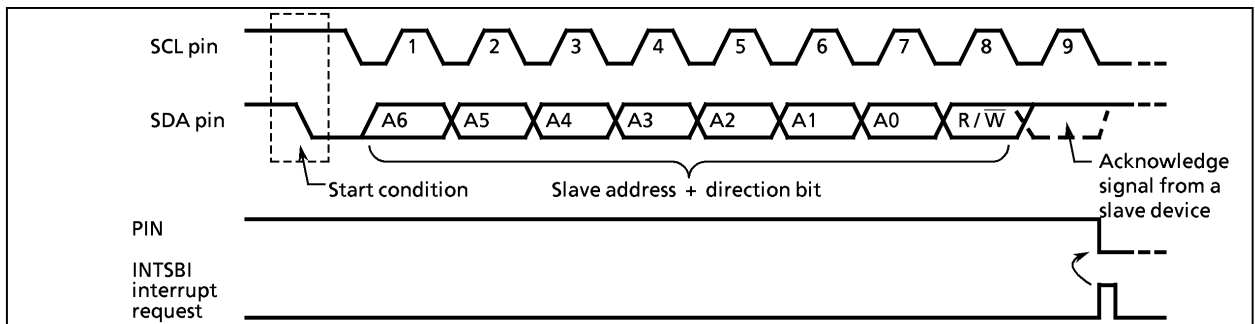 SCL pin
1 2 3 4 5 6 7 8 9
SDA pin
A6 A5 A4 A3 A2 A1 A0 R / W̅
Start condition
Slave address + direction bit
Acknowledge
signal from a
slave device
PIN
INTSBI
interrupt
request